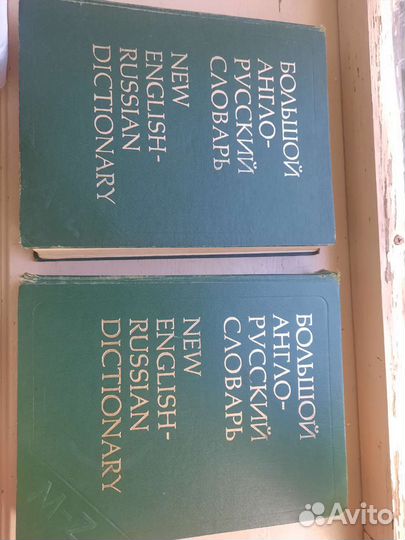 БОЛЬШОЙ
АНГЛО-
РУССКИЙ
СЛОВАРЬ
NEW
ENGLISH-
RUSSIAN
DICTIONARY
БОЛЬШОЙ
АНГЛО-
РУССКИЙ
СЛОВАРЬ
NEW
ENGLISH-
RUSSIAN
DICTIONARY
N-Z
Avito